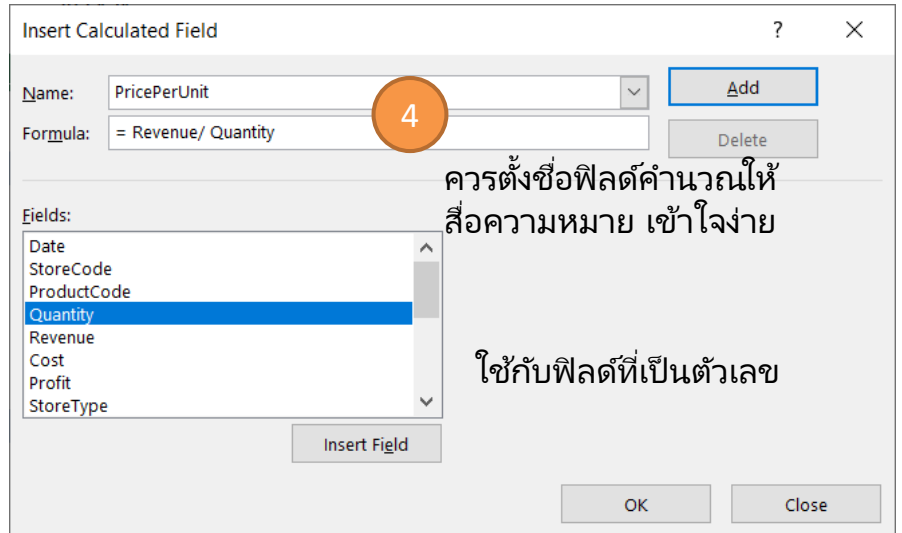 Insert Calculated Field ? ×
Name: PricePerUnit Add
4
Formula: = Revenue/ Quantity Delete
ควรตั้งชื่อฟิลด์คำนวณให้
สื่อความหมาย เข้าใจง่าย
Fields:
Date
StoreCode
ProductCode
Quantity
Revenue
Cost
Profit
StoreType
ใช้กับฟิลด์ที่เป็นตัวเลข
Insert Field
OK Close